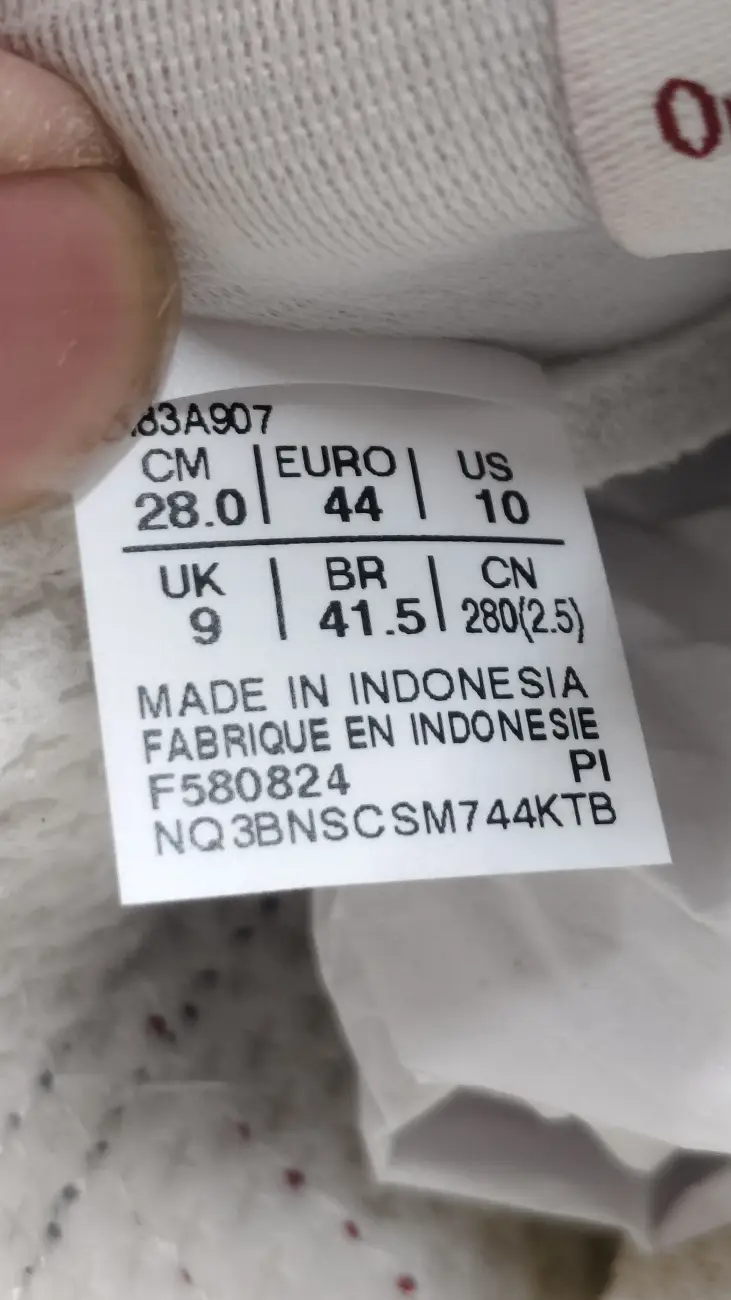 83A907
CM | EURO | US
28.0 | 44 | 10
UK | BR | CN
9 | 41.5 | 280(2.5)
MADE IN INDONESIA
FABRIQUE EN INDONESIE
F580824 PI
NQ3BNSCSM744KTB